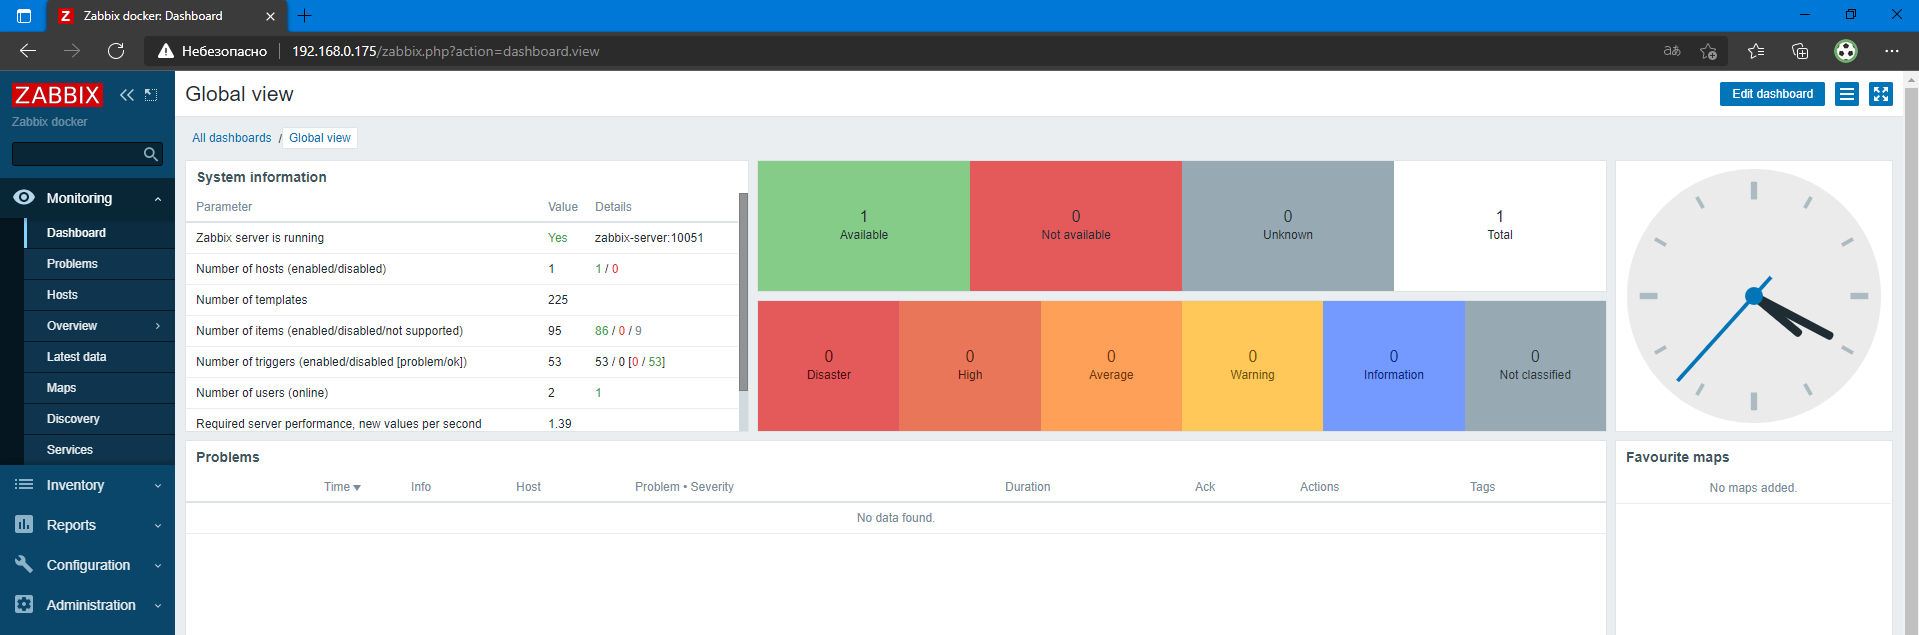 Zabbix docker: Dashboard
Небезопасно 192.168.0.175/zabbix.php?action=dashboard.view
ZABBIX
Zabbix docker
Monitoring
Dashboard
Problems
Hosts
Overview
Latest data
Maps
Discovery
Services
Inventory
Reports
Configuration
Administration
Global view
Edit dashboard
All dashboards / Global view
System information
Parameter Value Details
Zabbix server is running Yes zabbix-server:10051
Number of hosts (enabled/disabled) 1 1 / 0
Number of templates 225
Number of items (enabled/disabled/not supported) 95 86 / 0 / 9
Number of triggers (enabled/disabled [problem/ok]) 53 53 / 0 [0 / 53]
Number of users (online) 2 1
Required server performance, new values per second 1.39
1 0 0 1
Available Not available Unknown Total
0 0 0 0 0 0
Disaster High Average Warning Information Not classified
Problems
Time Info Host Problem • Severity Duration Ack Actions Tags
No data found.
Favourite maps
No maps added.